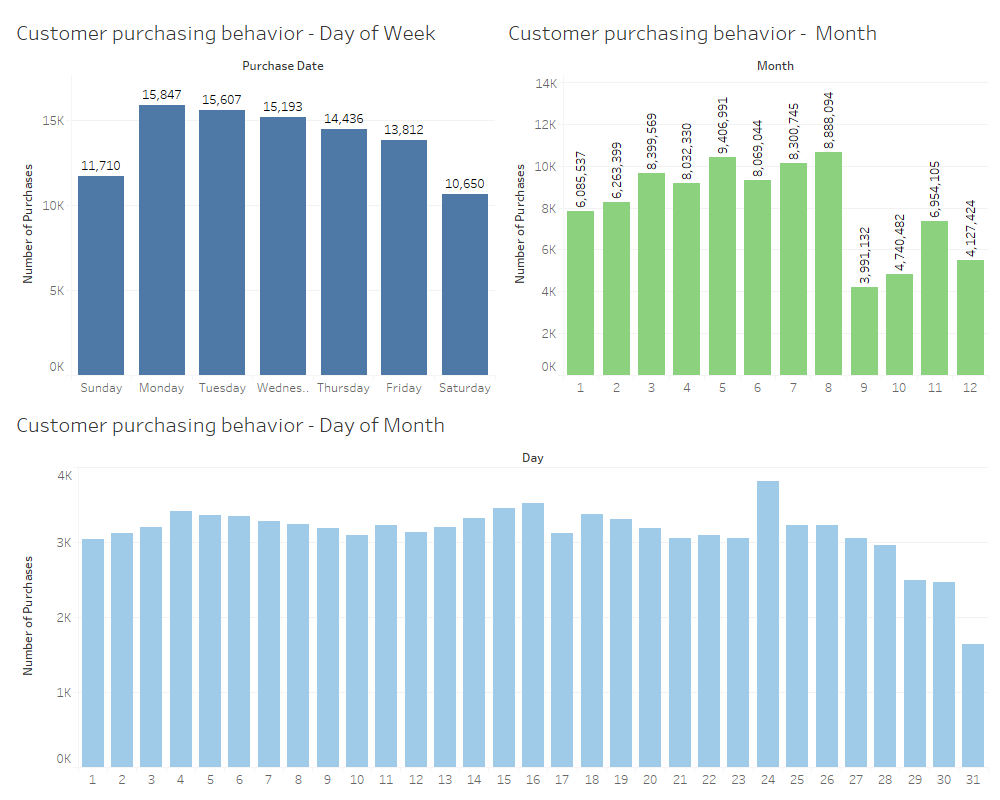 Customer purchasing behavior - Day of Week
Purchase Date
Number of Purchases
15K
10K
5K
0K
11,710
15,847
15,607
15,193
14,436
13,812
10,650
Sunday
Monday
Tuesday
Wednes..
Thursday
Friday
Saturday
Customer purchasing behavior - Month
Month
Number of Purchases
14K
12K
10K
8K
6K
4K
2K
0K
6,085,537
6,263,399
8,399,569
8,032,330
9,406,991
8,069,044
8,300,745
8,888,094
3,991,132
4,740,482
6,954,105
4,127,424
1 2 3 4 5 6 7 8 9 10 11 12
Customer purchasing behavior - Day of Month
Day
Number of Purchases
4K
3K
2K
1K
0K
1 2 3 4 5 6 7 8 9 10 11 12 13 14 15 16 17 18 19 20 21 22 23 24 25 26 27 28 29 30 31